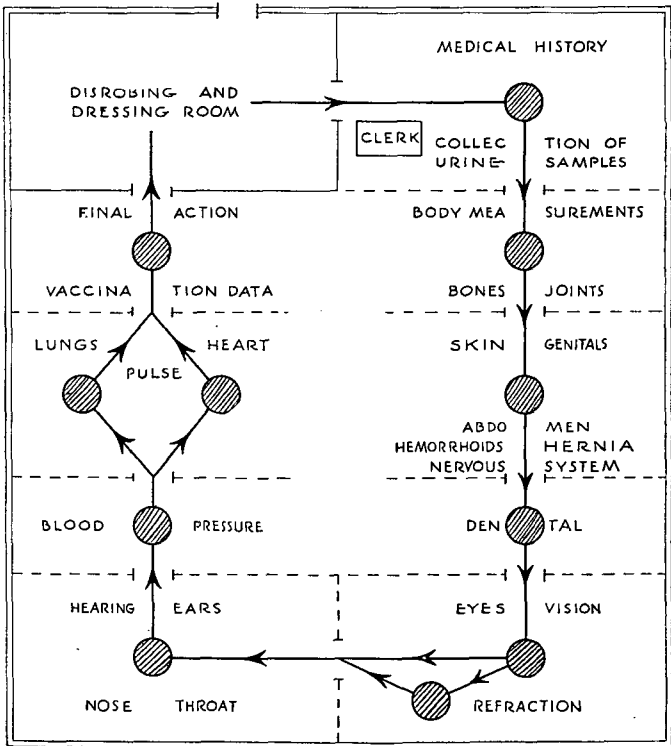 MEDICAL HISTORY
DISROBING AND
DRESSING ROOM
CLERK
COLLEC TION OF
URINE SAMPLES
FINAL ACTION
BODY MEA SUREMENTS
VACCINA TION DATA
BONES JOINTS
LUNGS HEART
SKIN GENITALS
PULSE
ABDO MEN
HEMORRHOIDS HERNIA
NERVOUS SYSTEM
BLOOD PRESSURE
DEN TAL
HEARING EARS
EYES VISION
NOSE THROAT
REFRACTION